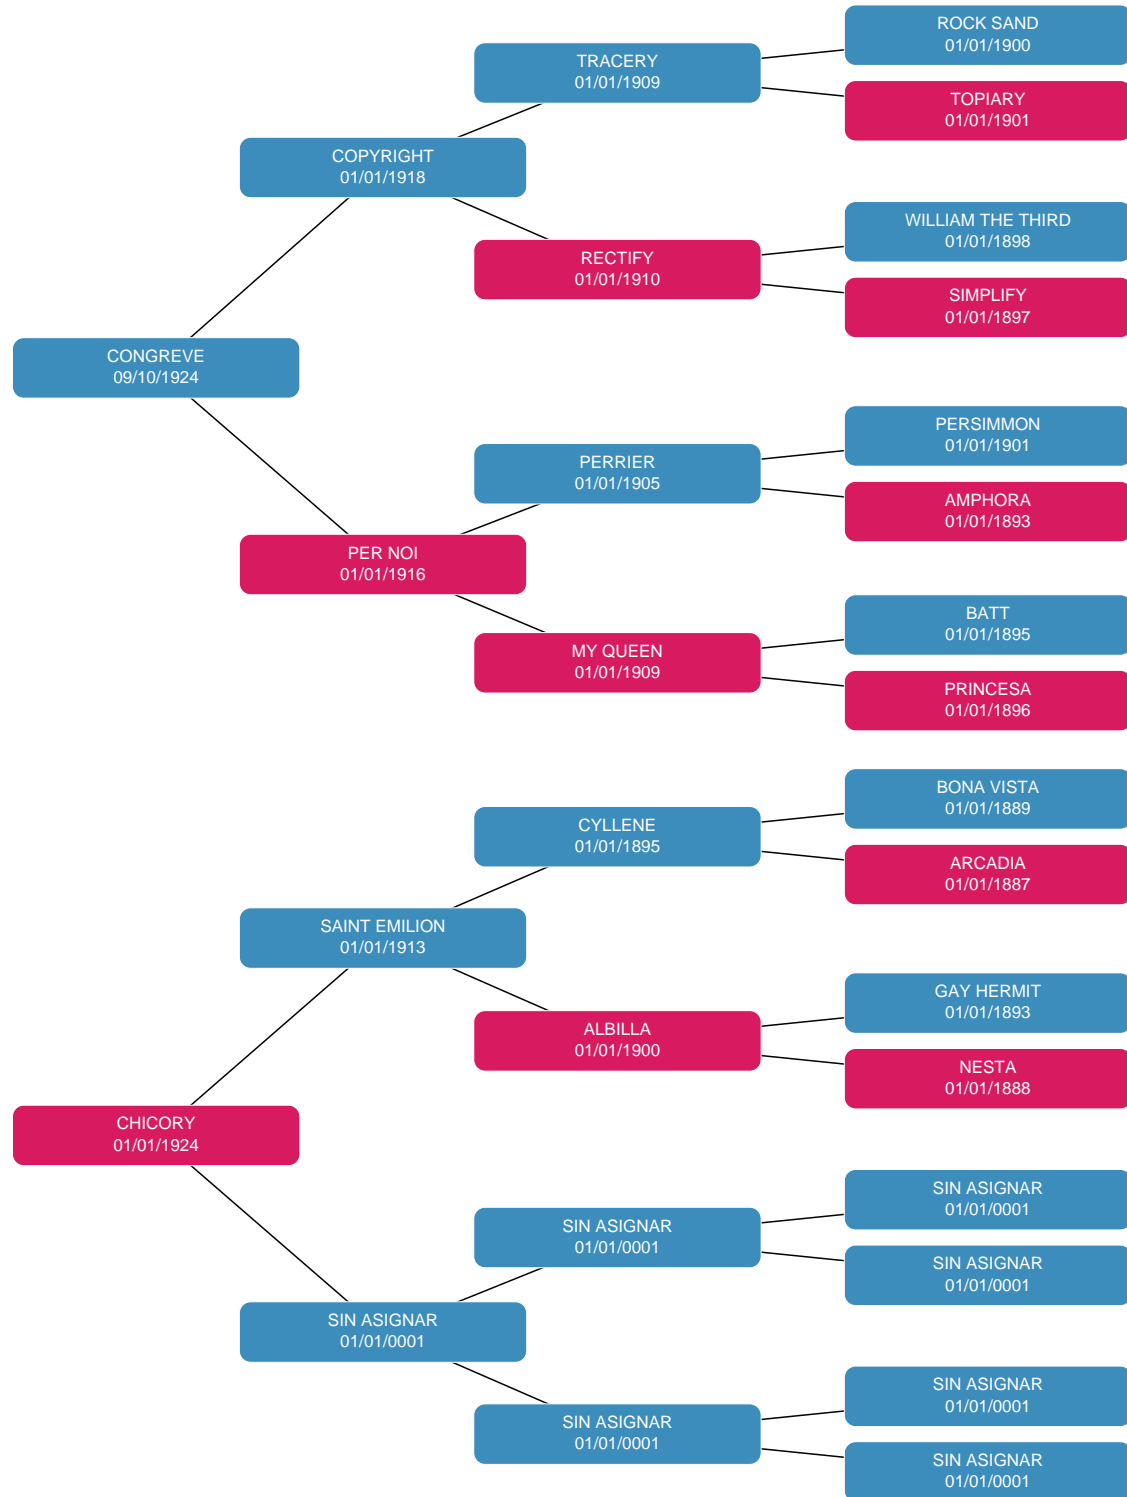 ROCK SAND
01/01/1900
TRACERY
01/01/1909
TOPIARY
01/01/1901
COPYRIGHT
01/01/1918
WILLIAM THE THIRD
01/01/1898
RECTIFY
01/01/1910
SIMPLIFY
01/01/1897
CONGREVE
09/10/1924
PERSIMMON
01/01/1901
PERRIER
01/01/1905
AMPHORA
01/01/1893
PER NOI
01/01/1916
BATT
01/01/1895
MY QUEEN
01/01/1909
PRINCESA
01/01/1896
BONA VISTA
01/01/1889
CYLLENE
01/01/1895
ARCADIA
01/01/1887
SAINT EMILION
01/01/1913
GAY HERMIT
01/01/1893
ALBILLA
01/01/1900
NESTA
01/01/1888
CHICORY
01/01/1924
SIN ASIGNAR
01/01/0001
SIN ASIGNAR
01/01/0001
SIN ASIGNAR
01/01/0001
SIN ASIGNAR
01/01/0001
SIN ASIGNAR
01/01/0001
SIN ASIGNAR
01/01/0001
SIN ASIGNAR
01/01/0001